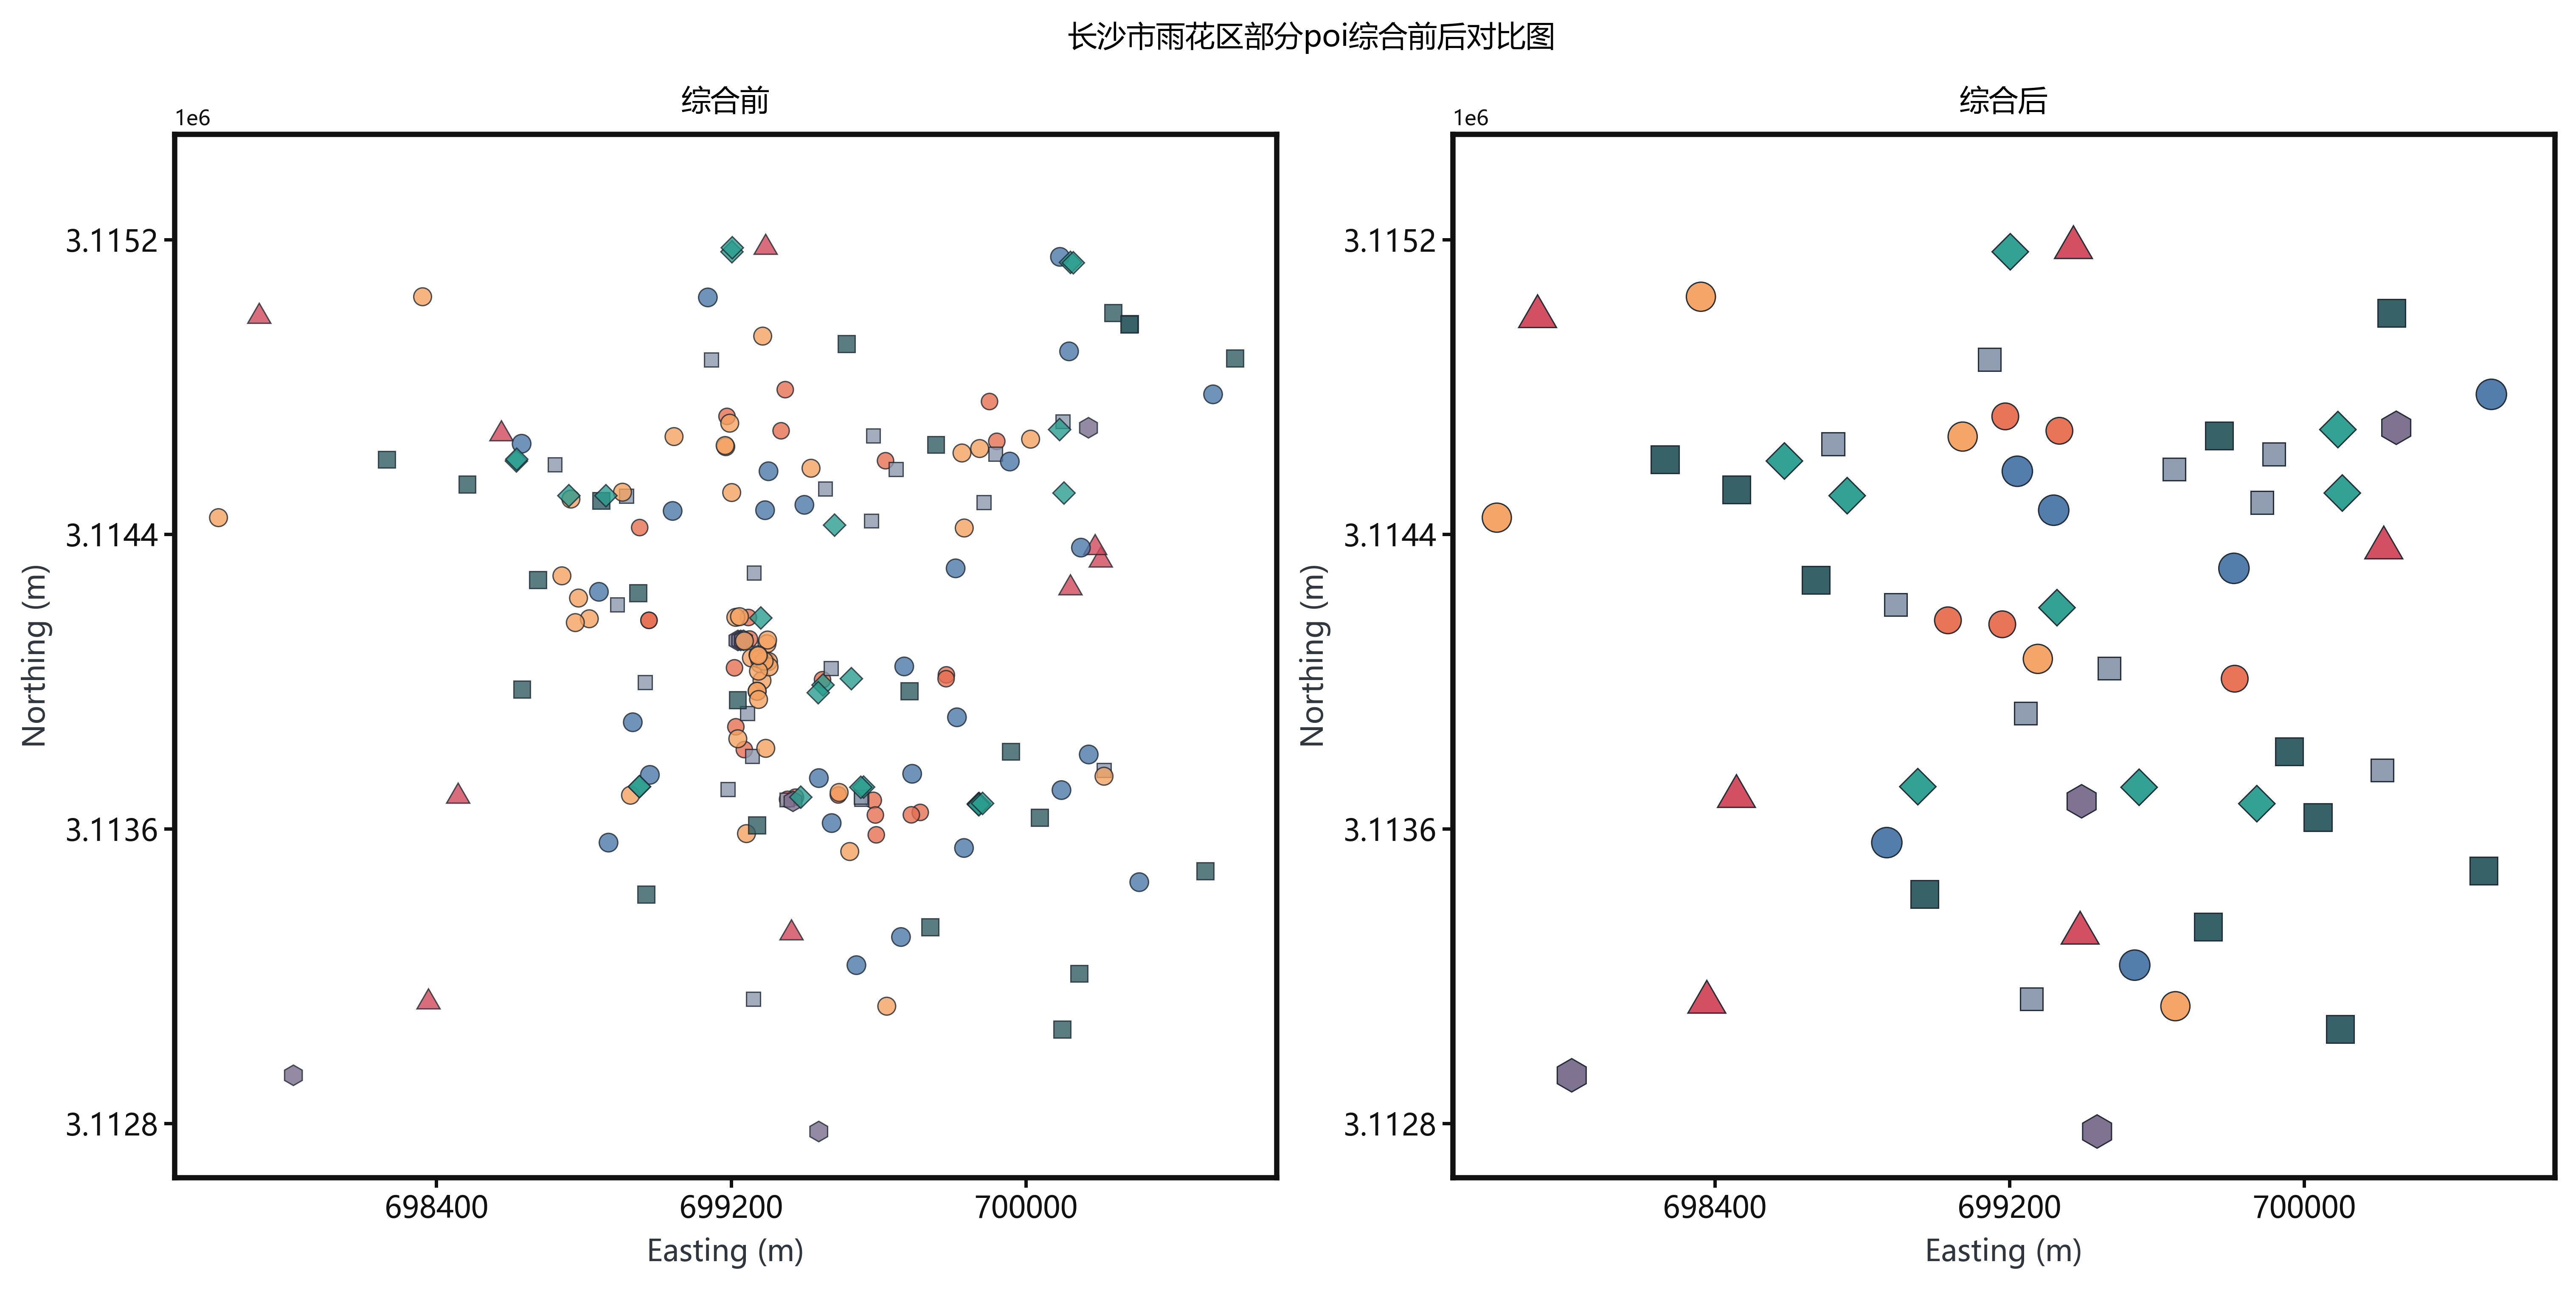 长沙市雨花区部分poi综合前后对比图
综合前
1e6
3.1152
3.1144
3.1136
3.1128
Northing (m)
698400
699200
700000
Easting (m)
综合后
1e6
3.1152
3.1144
3.1136
3.1128
Northing (m)
698400
699200
700000
Easting (m)